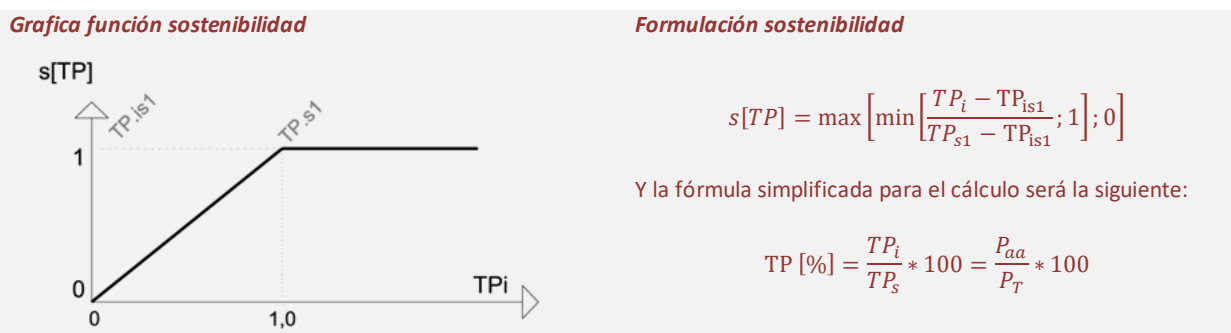 Grafica función sostenibilidad
s[TP]
TP.is1
TP.s1
1
0
TPi
0
1,0
Formulación sostenibilidad
s[TP] = max [min [(TP_i − TP_is1)/(TP_s1 − TP_is1); 1]; 0]
Y la fórmula simplificada para el cálculo será la siguiente:
TP [%] = TP_i/TP_s * 100 = P_aa/P_T * 100